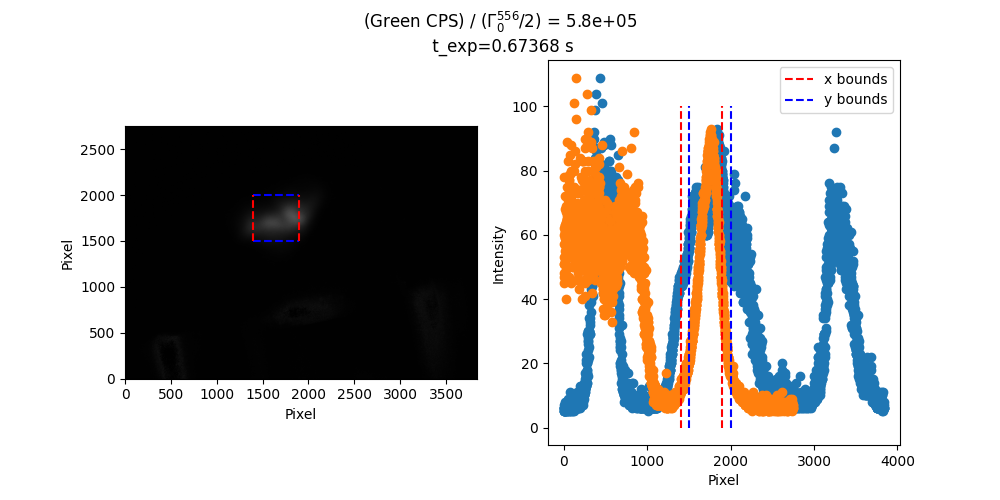 (Green CPS) / (Γ₀⁵⁵⁶/2) = 5.8e+05
t_exp=0.67368 s
2500
2000
1500
1000
500
0
Pixel
0 500 1000 1500 2000 2500 3000 3500
Pixel
100
80
60
40
20
0
Intensity
x bounds
y bounds
0 1000 2000 3000 4000
Pixel